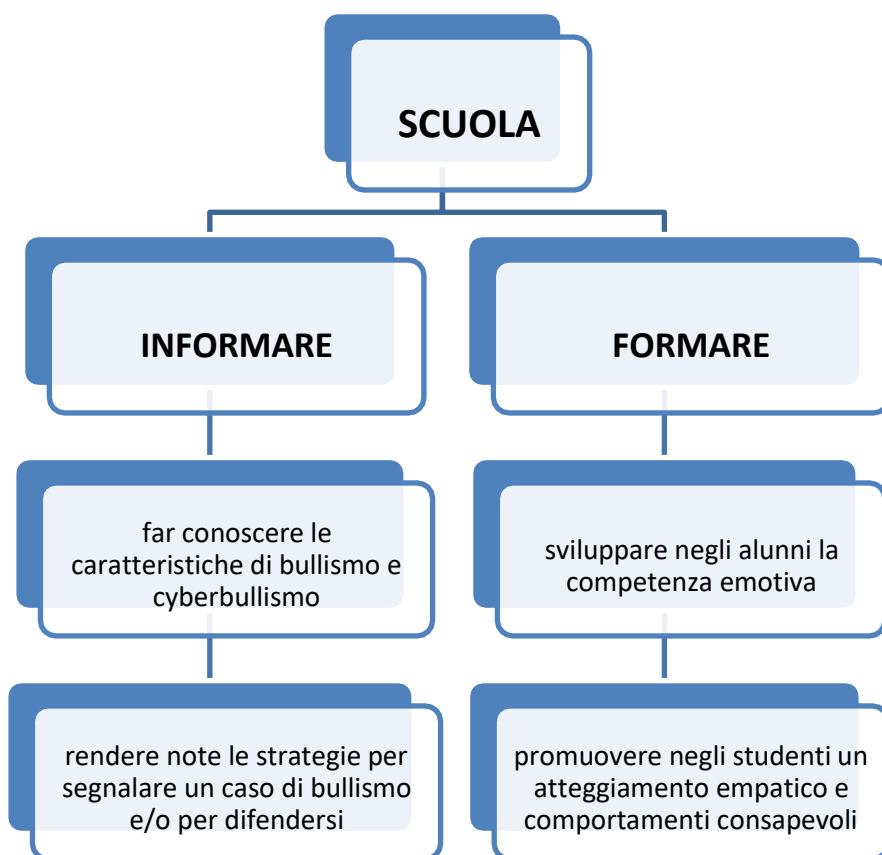 SCUOLA
INFORMARE
FORMARE
far conoscere le
caratteristiche di bullismo e
cyberbullismo
sviluppare negli alunni la
competenza emotiva
rendere note le strategie per
segnalare un caso di bullismo
e/o per difendersi
promuovere negli studenti un
atteggiamento empatico e
comportamenti consapevoli